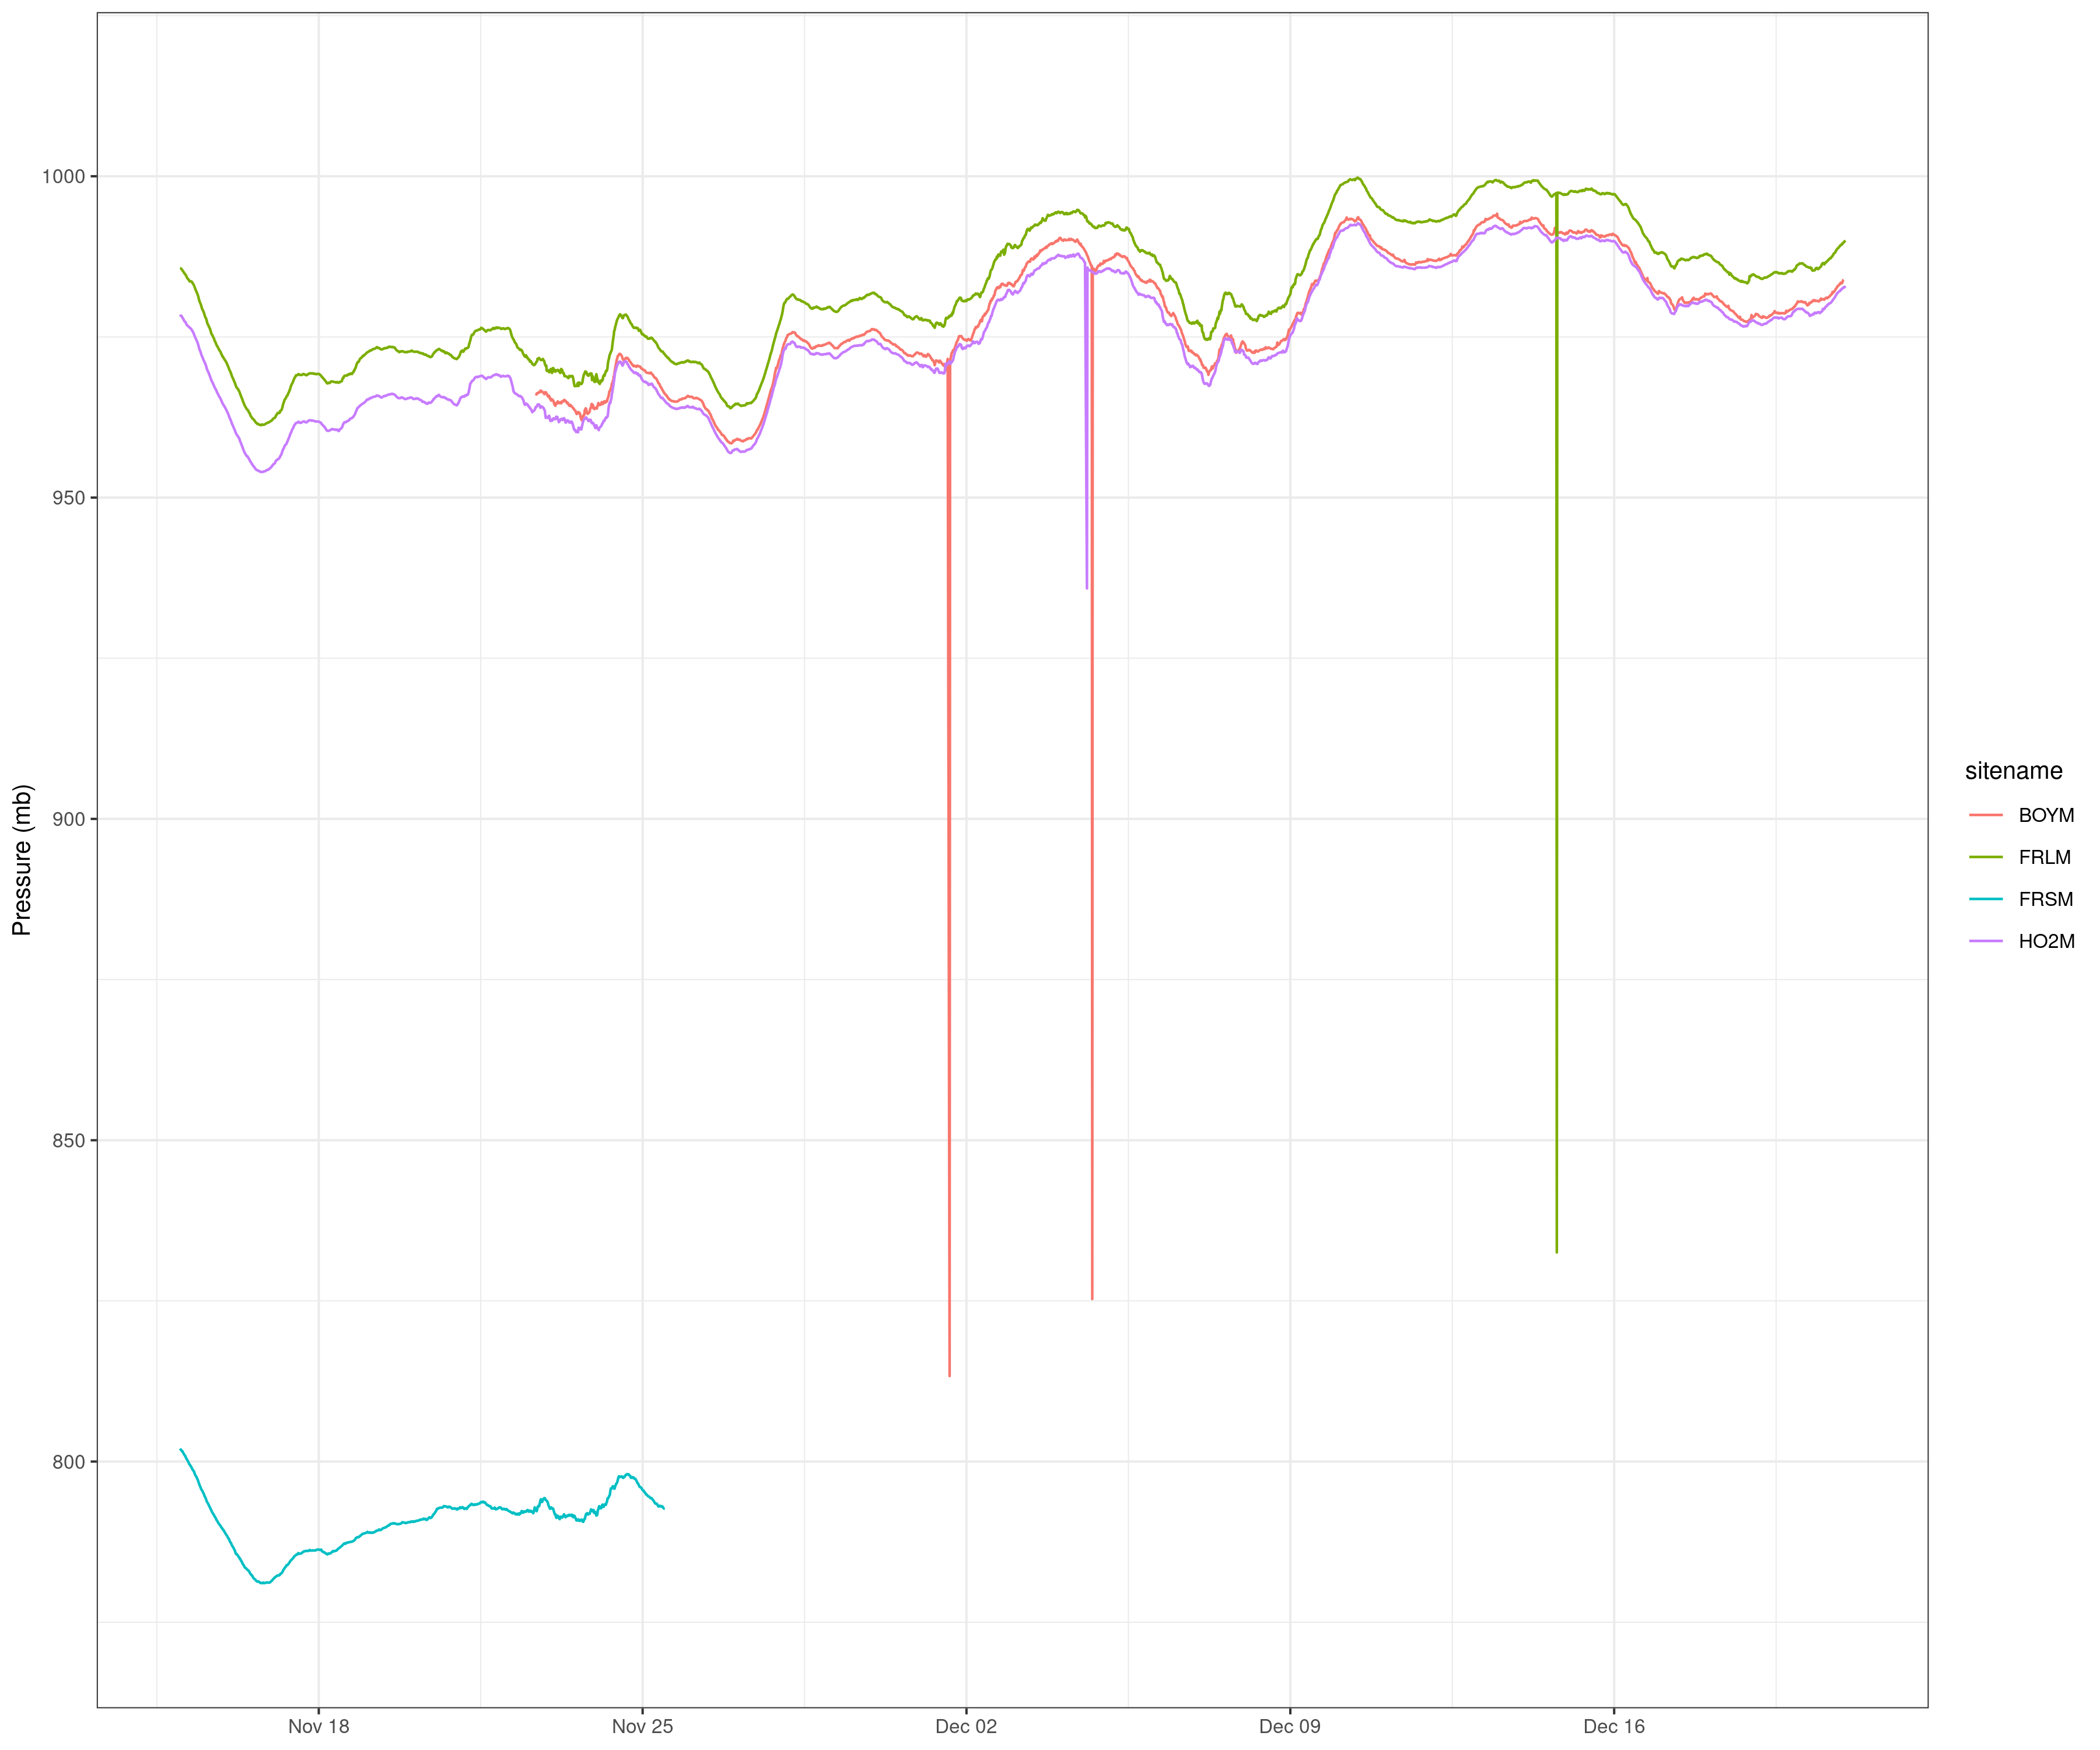 1000
950
900
850
800
Pressure (mb)
Nov 18
Nov 25
Dec 02
Dec 09
Dec 16
sitename
BOYM
FRLM
FRSM
HO2M